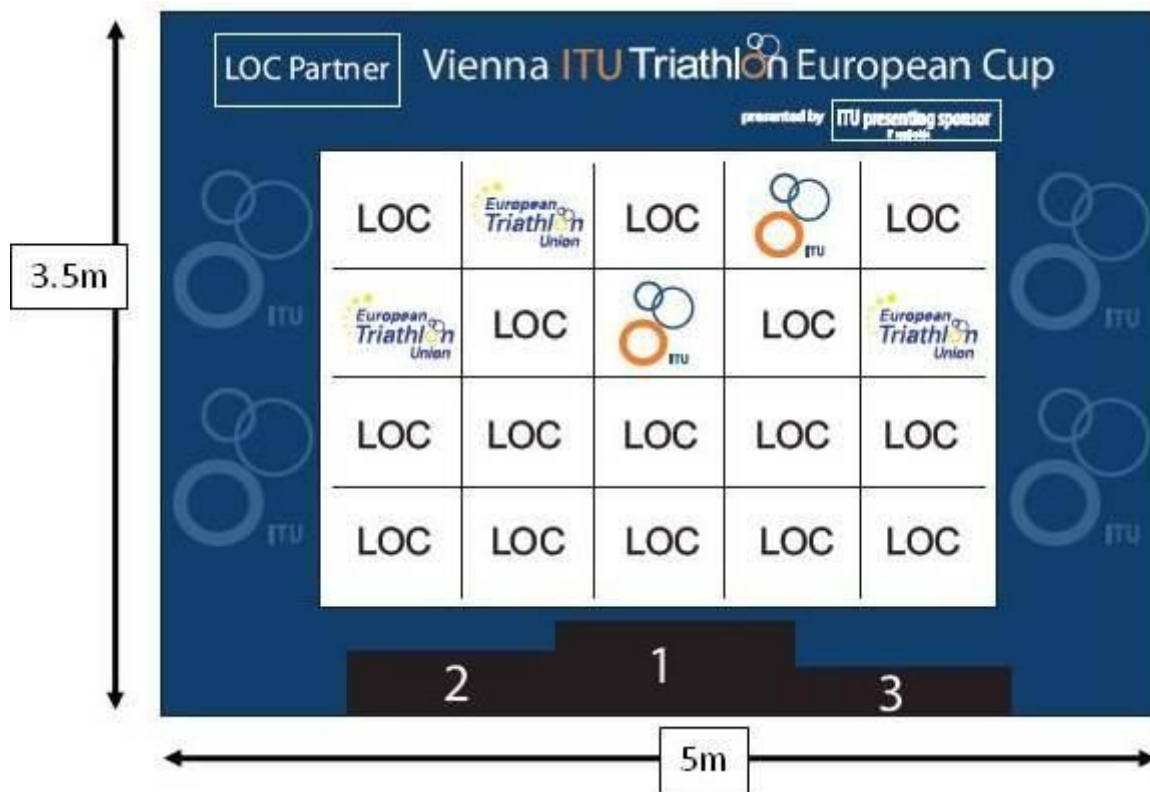 LOC Partner
Vienna ITU Triathlon European Cup
presented by ITU presenting sponsor
LOC European Triathlon Union LOC ITU LOC
European Triathlon Union LOC ITU LOC European Triathlon Union
LOC LOC LOC LOC LOC
LOC LOC LOC LOC LOC
ITU ITU
ITU ITU
3.5m
2 1 3
5m